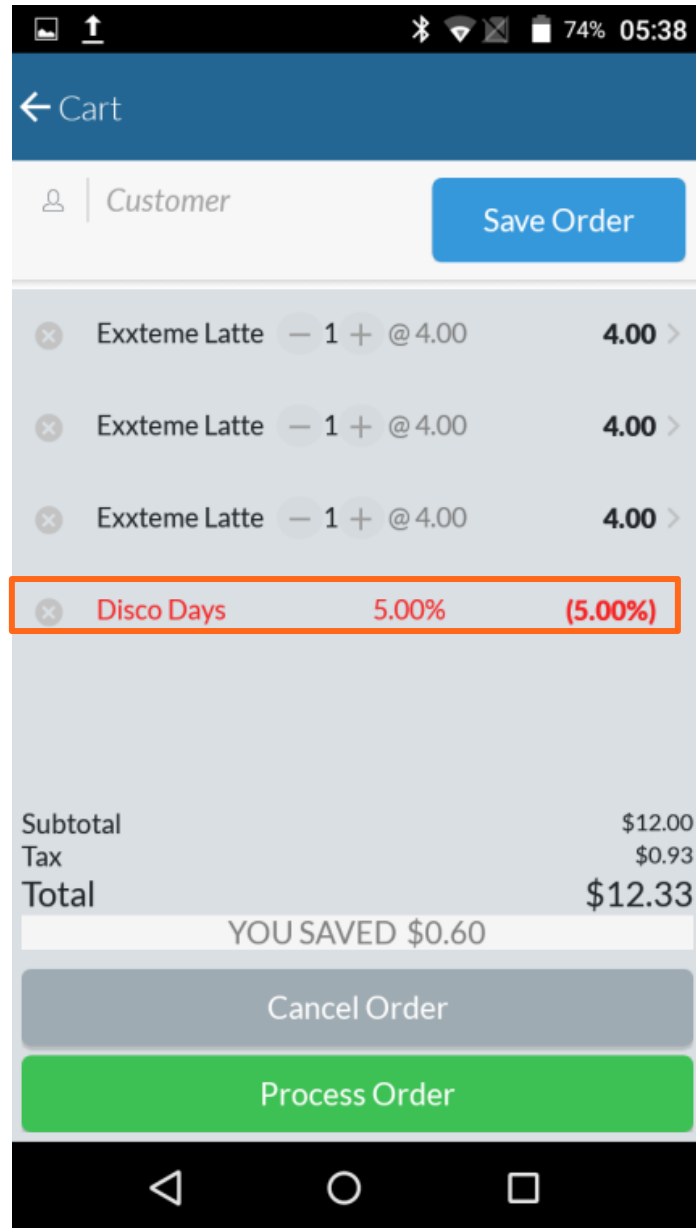 74% 05:38
Cart
Customer
Save Order
Exxteme Latte — 1 + @ 4.00 4.00 >
Exxteme Latte — 1 + @ 4.00 4.00 >
Exxteme Latte — 1 + @ 4.00 4.00 >
Disco Days 5.00% (5.00%)
Subtotal $12.00
Tax $0.93
Total $12.33
YOU SAVED $0.60
Cancel Order
Process Order